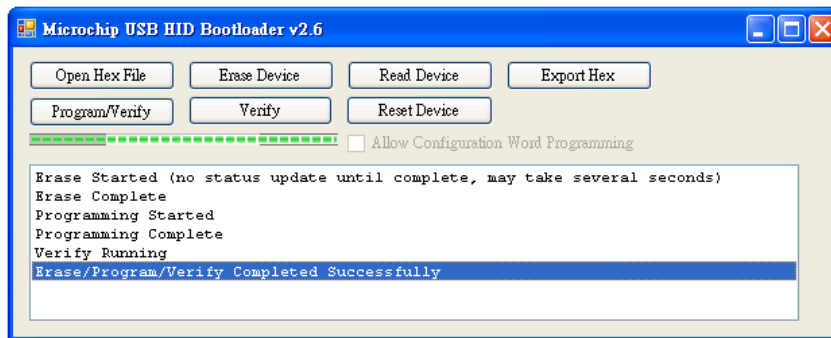 Microchip USB HID Bootloader v2.6
Open Hex File Erase Device Read Device Export Hex
Program/Verify Verify Reset Device
Allow Configuration Word Programming
Erase Started (no status update until complete, may take several seconds)
Erase Complete
Programming Started
Programming Complete
Verify Running
Erase/Program/Verify Completed Successfully